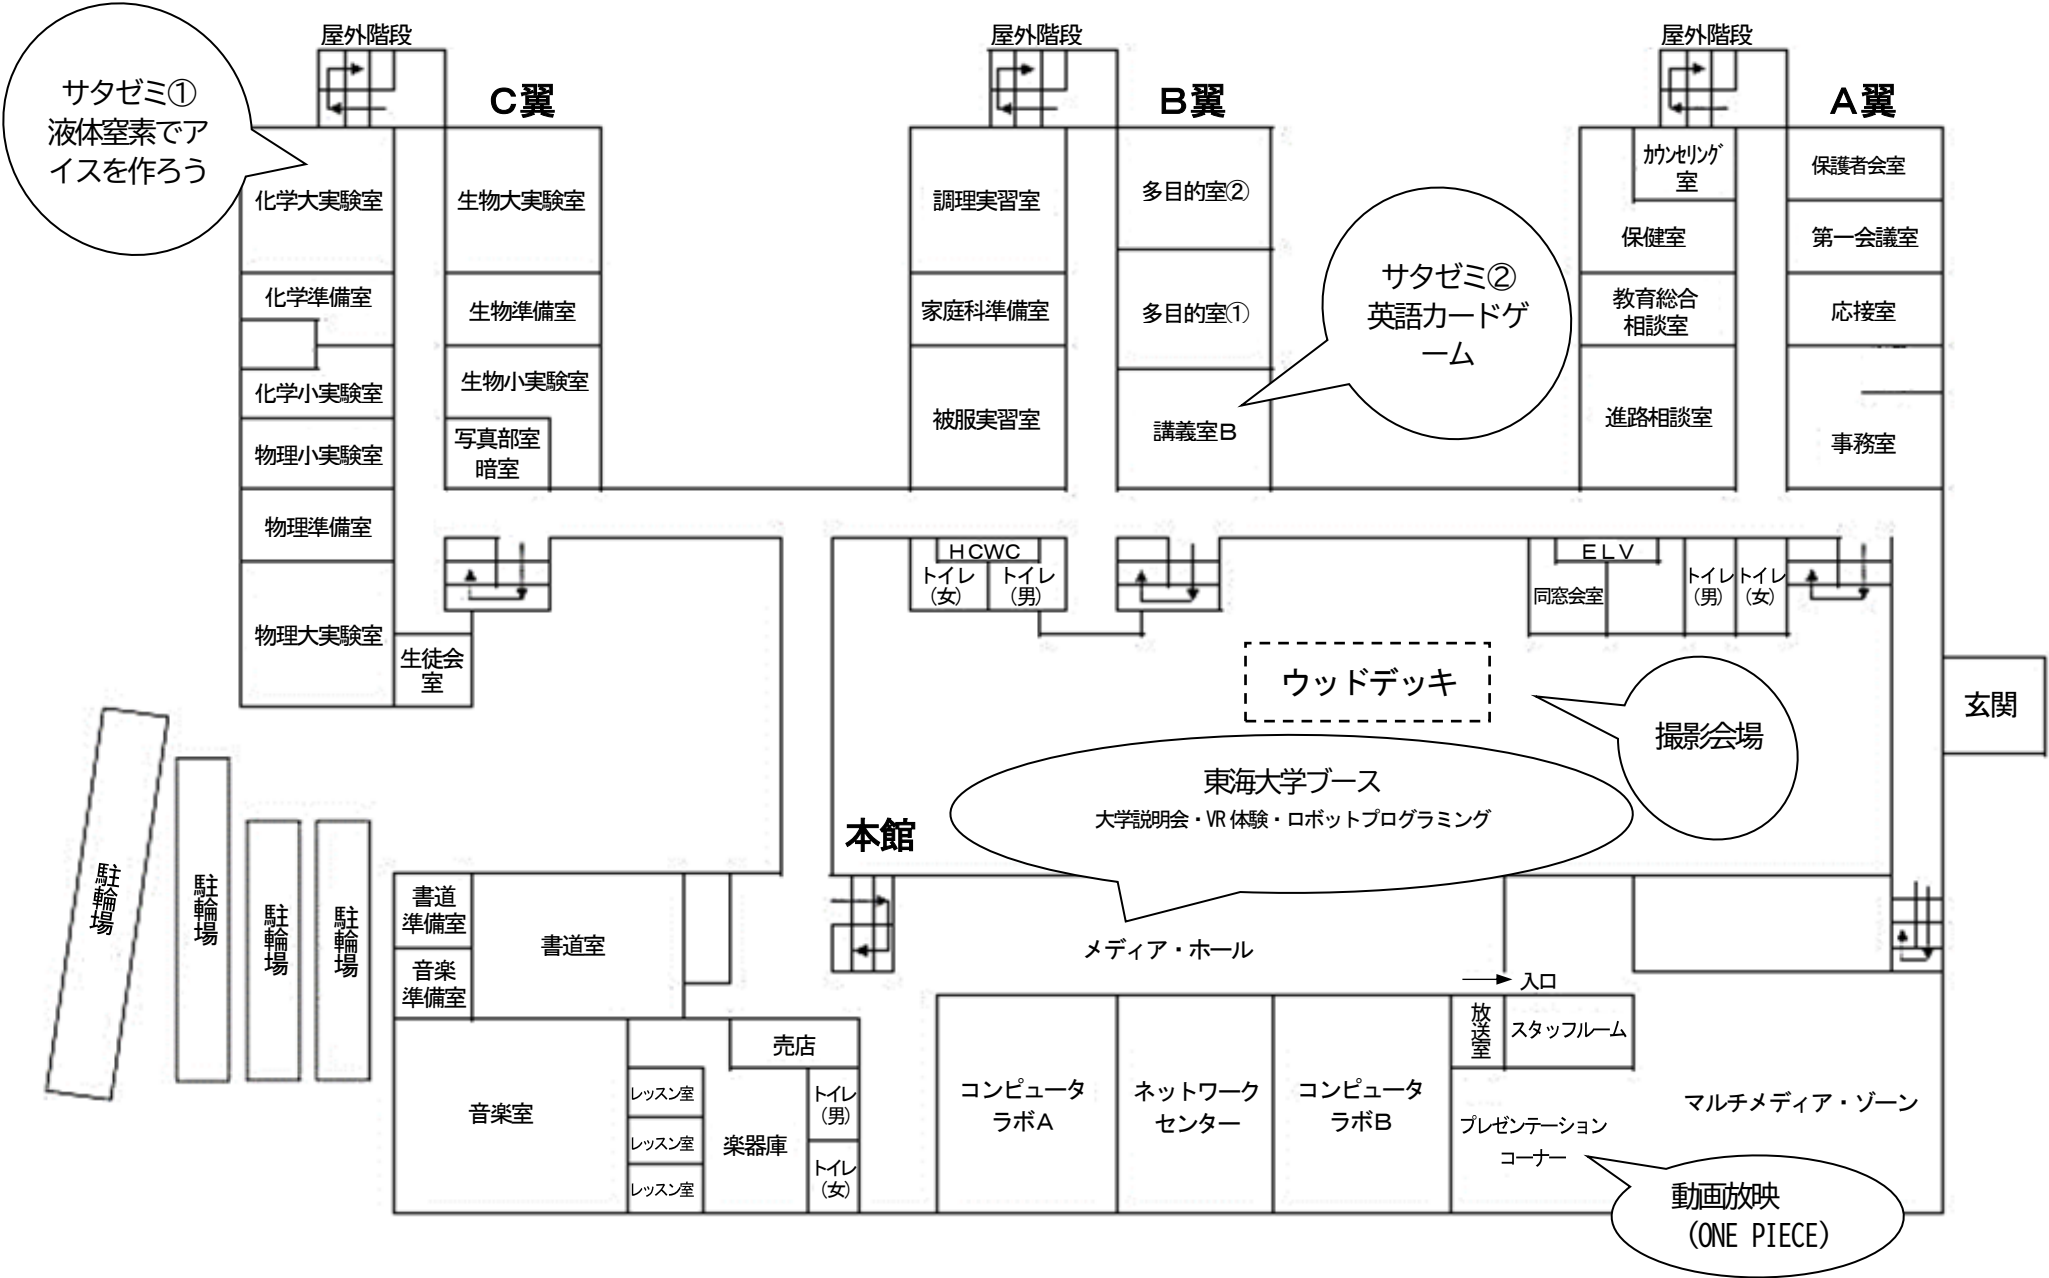 屋外階段
屋外階段
屋外階段
C翼
B翼
A翼
サタゼミ①
液体窒素でア
イスを作ろう
化学大実験室
生物大実験室
化学準備室
生物準備室
化学小実験室
生物小実験室
写真部室
暗室
物理小実験室
物理準備室
物理大実験室
生徒会
室
調理実習室
多目的室②
家庭科準備室
多目的室①
被服実習室
講義室B
サタゼミ②
英語カードゲ
ーム
カウンセリング
室
保護者会室
保健室
第一会議室
教育総合
相談室
応接室
進路相談室
事務室
HCWC
トイレ
(女)
トイレ
(男)
ELV
同窓会室
トイレ
(男)
トイレ
(女)
ウッドデッキ
撮影会場
玄関
東海大学ブース
大学説明会・VR体験・ロボットプログラミング
本館
駐輪場
駐輪場
駐輪場
駐輪場
書道
準備室
書道室
音楽
準備室
メディア・ホール
→入口
放送室
スタッフルーム
売店
音楽室
レッスン室
レッスン室
レッスン室
楽器庫
トイレ
(男)
トイレ
(女)
コンピュータ
ラボA
ネットワーク
センター
コンピュータ
ラボB
プレゼンテーション
コーナー
マルチメディア・ゾーン
動画放映
(ONE PIECE)